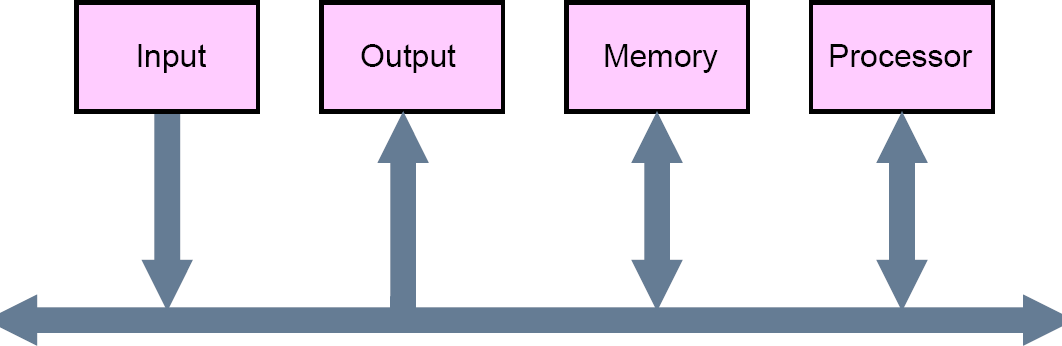 Input
Output
Memory
Processor